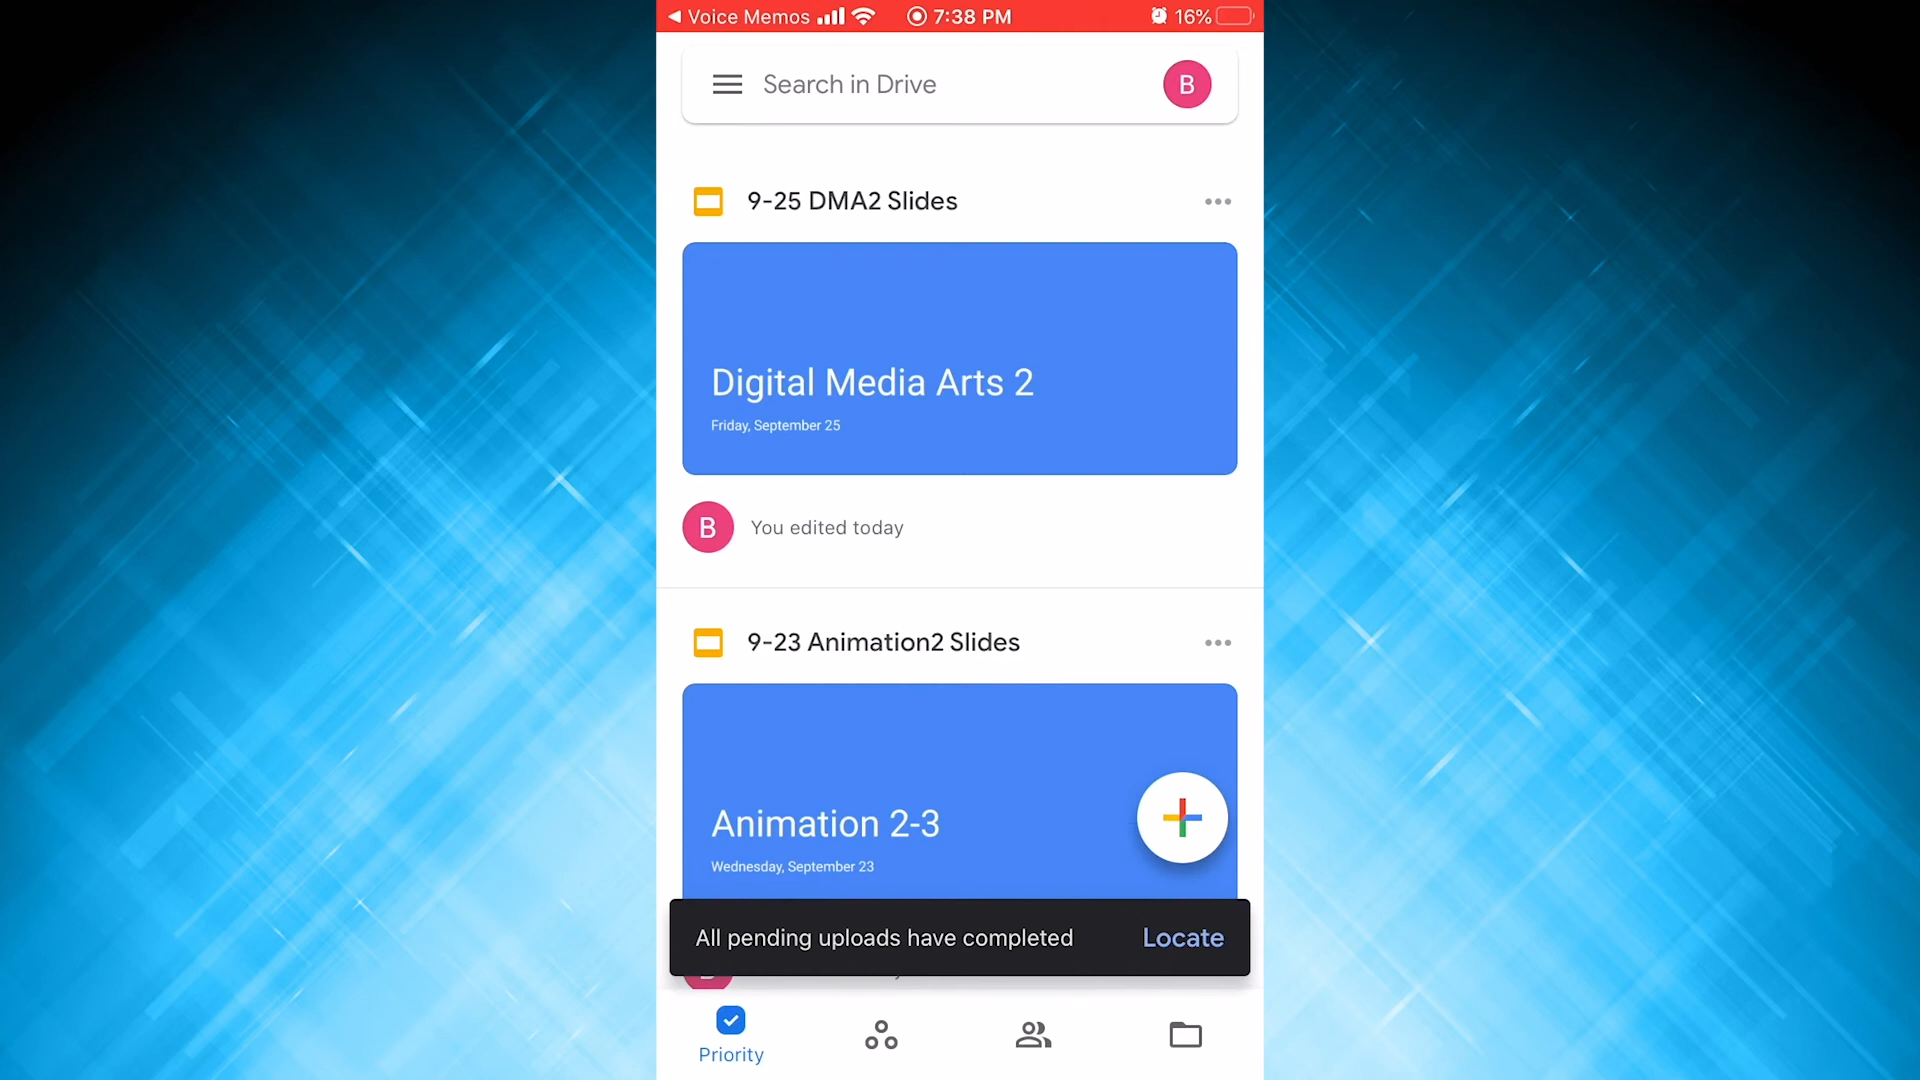 Voice Memos 7:38 PM 16%
Search in Drive B
9-25 DMA2 Slides
Digital Media Arts 2
Friday, September 25
B You edited today
9-23 Animation2 Slides
Animation 2-3
Wednesday, September 23
All pending uploads have completed Locate
Priority